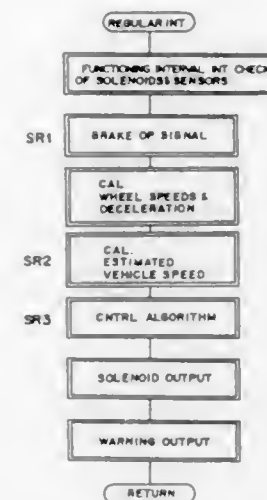 REGULAR INT
FUNCTIONING INTERVAL INT CHECK
OF SOLENOIDS$SENSORS
SR1
BRAKE OP SIGNAL
CAL.
WHEEL SPEEDS &
DECELERATION
SR2
CAL.
ESTIMATED
VEHICLE SPEED
SR3
CNTRL ALGORITHM
SOLENOID OUTPUT
WARNING OUTPUT
RETURN